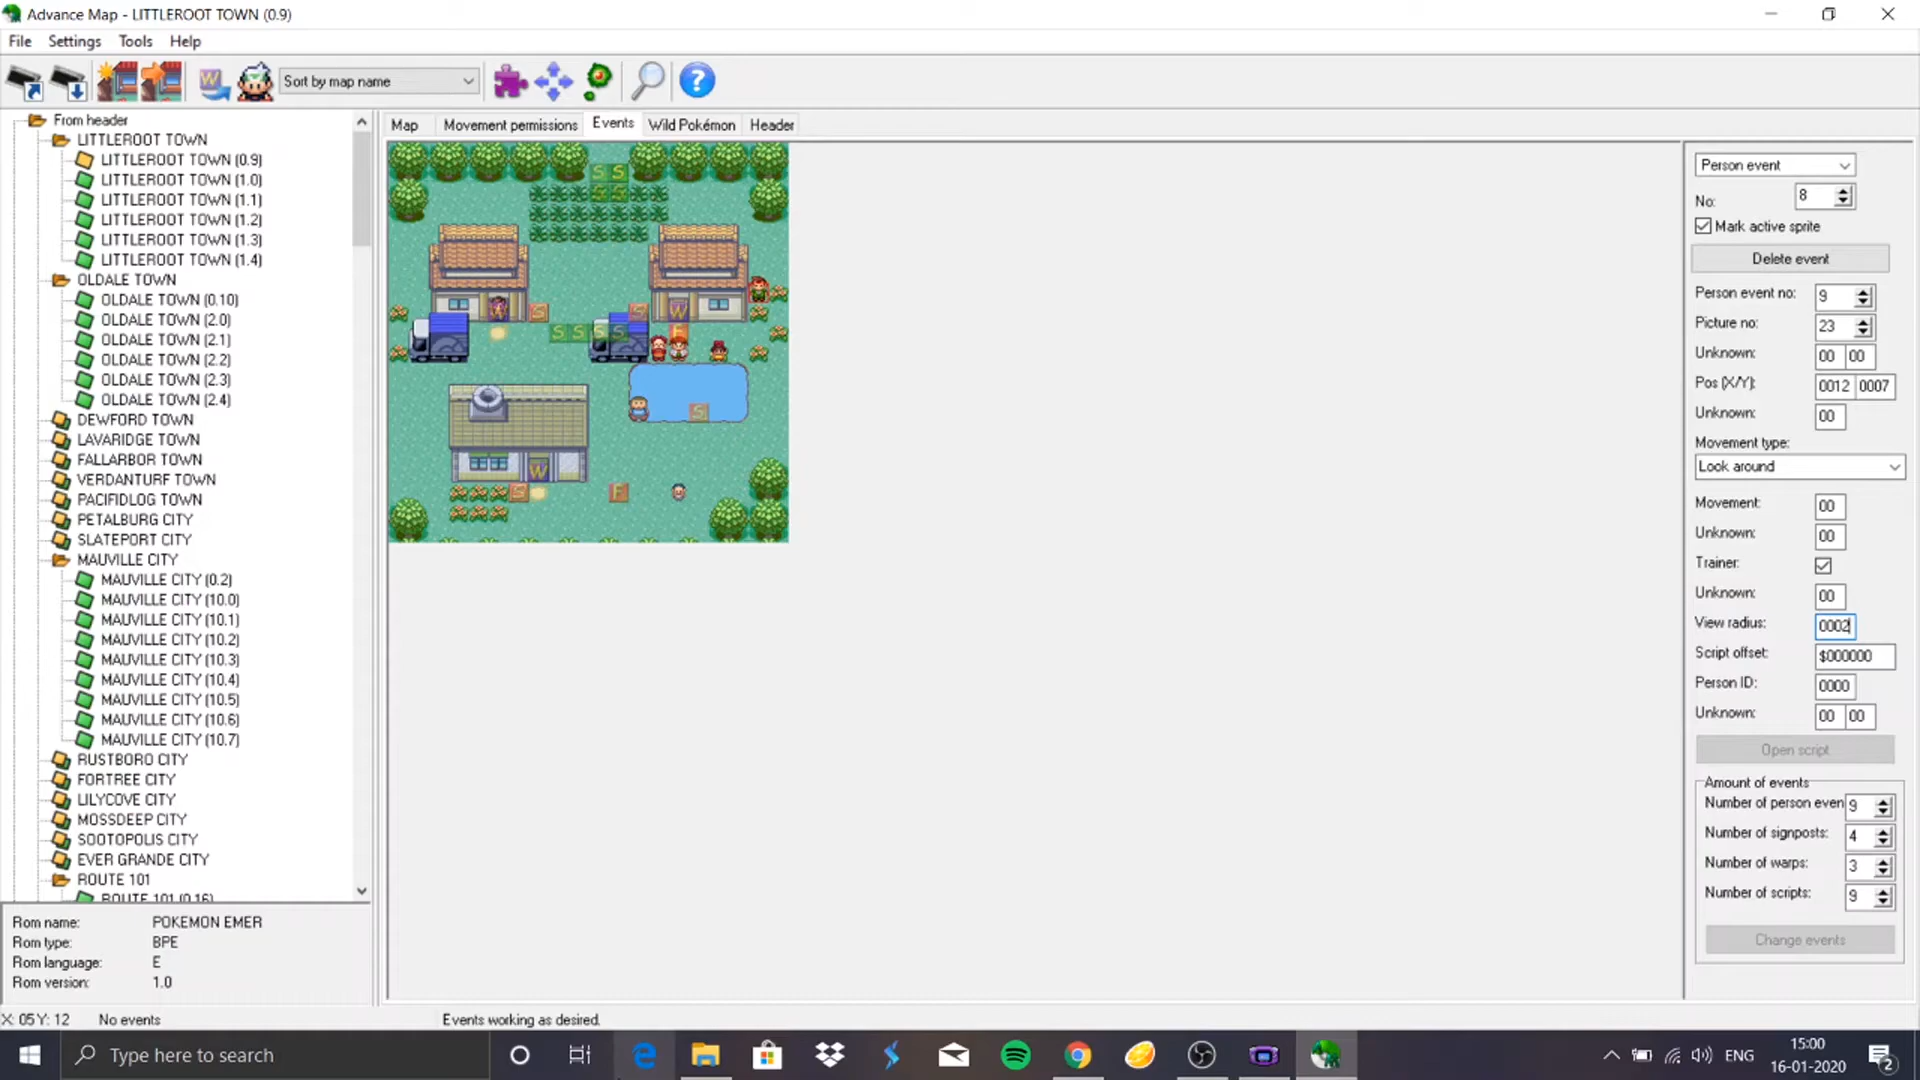 Advance Map - LITTLEROOT TOWN (0.9)
File Settings Tools Help
Sort by map name
From header
LITTLEROOT TOWN
LITTLEROOT TOWN (0.9)
LITTLEROOT TOWN (1.0)
LITTLEROOT TOWN (1.1)
LITTLEROOT TOWN (1.2)
LITTLEROOT TOWN (1.3)
LITTLEROOT TOWN (1.4)
OLDALE TOWN
OLDALE TOWN (0.10)
OLDALE TOWN (2.0)
OLDALE TOWN (2.1)
OLDALE TOWN (2.2)
OLDALE TOWN (2.3)
OLDALE TOWN (2.4)
DEWFORD TOWN
LAVARIDGE TOWN
FALLARBOR TOWN
VERDANTURF TOWN
PACIFIDLOG TOWN
PETALBURG CITY
SLATEPORT CITY
MAUVILLE CITY
MAUVILLE CITY (0.2)
MAUVILLE CITY (10.0)
MAUVILLE CITY (10.1)
MAUVILLE CITY (10.2)
MAUVILLE CITY (10.3)
MAUVILLE CITY (10.4)
MAUVILLE CITY (10.5)
MAUVILLE CITY (10.6)
MAUVILLE CITY (10.7)
RUSTBORO CITY
FORTREE CITY
LILYCOVE CITY
MOSSDEEP CITY
SOOTOPOLIS CITY
EVER GRANDE CITY
ROUTE 101
ROUTE 101 (0.16)
Rom name: POKEMON EMER
Rom type: BPE
Rom language: E
Rom version: 1.0
Map Movement permissions Events Wild Pokémon Header
S S
S S
S S W
S S S S F
S
W
S F
Person event
No: 8
Mark active sprite
Delete event
Person event no: 9
Picture no: 23
Unknown: 00 00
Pos (X/Y): 0012 0007
Unknown: 00
Movement type:
Look around
Movement: 00
Unknown: 00
Trainer:
Unknown: 00
View radius: 0002
Script offset: $000000
Person ID: 0000
Unknown: 00 00
Open script
Amount of events
Number of person even 9
Number of signposts: 4
Number of warps: 3
Number of scripts: 9
Change events
X: 05 Y: 12 No events Events working as desired.
Type here to search
ENG
15:00
16-01-2020
2